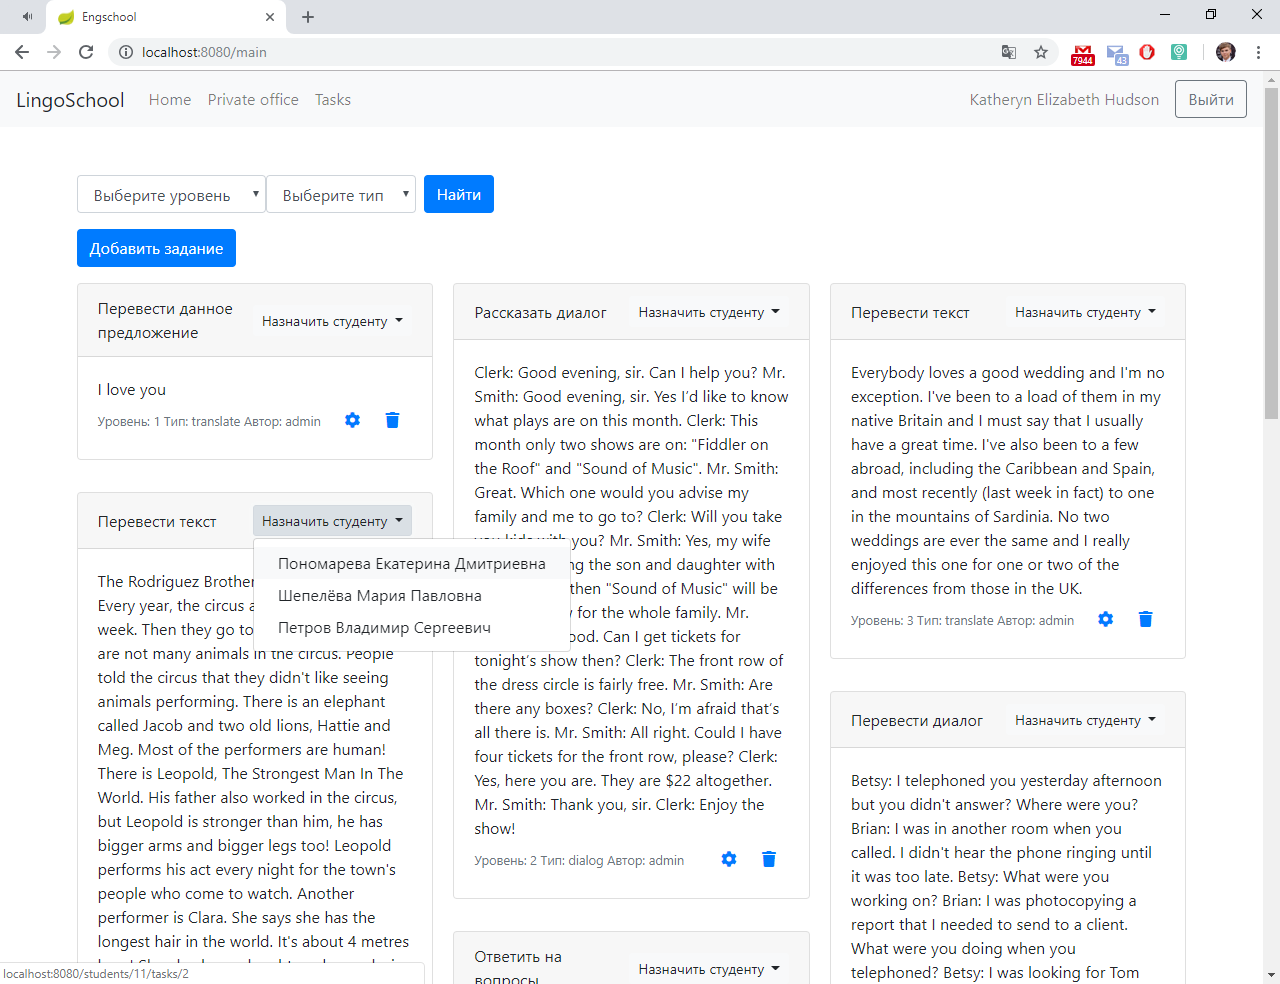 Engschool
localhost:8080/main
7944
43
LingoSchool Home Private office Tasks Katheryn Elizabeth Hudson Выйти
Выберите уровень Выберите тип Найти
Добавить задание
Перевести данное
предложение
Назначить студенту
I love you
Уровень: 1 Тип: translate Автор: admin
Перевести текст Назначить студенту
Пономарева Екатерина Дмитриевна
Шепелёва Мария Павловна
Петров Владимир Сергеевич
The Rodriguez Brother
Every year, the circus
week. Then they go to
are not many animals in the circus. People
told the circus that they didn't like seeing
animals performing. There is an elephant
called Jacob and two old lions, Hattie and
Meg. Most of the performers are human!
There is Leopold, The Strongest Man In The
World. His father also worked in the circus,
but Leopold is stronger than him, he has
bigger arms and bigger legs too! Leopold
performs his act every night for the town's
people who come to watch. Another
performer is Clara. She says she has the
longest hair in the world. It's about 4 metres
localhost:8080/students/11/tasks/2
Рассказать диалог Назначить студенту
Clerk: Good evening, sir. Can I help you? Mr.
Smith: Good evening, sir. Yes I’d like to know
what plays are on this month. Clerk: This
month only two shows are on: "Fiddler on
the Roof" and "Sound of Music". Mr. Smith:
Great. Which one would you advise my
family and me to go to? Clerk: Will you take
you kids with you? Mr. Smith: Yes, my wife
the son and daughter with
then "Sound of Music" will be
for the whole family. Mr.
Can I get tickets for
tonight’s show then? Clerk: The front row of
the dress circle is fairly free. Mr. Smith: Are
there any boxes? Clerk: No, I’m afraid that’s
all there is. Mr. Smith: All right. Could I have
four tickets for the front row, please? Clerk:
Yes, here you are. They are $22 altogether.
Mr. Smith: Thank you, sir. Clerk: Enjoy the
show!
Уровень: 2 Тип: dialog Автор: admin
Ответить на
вопросы
Назначить студенту
Перевести текст Назначить студенту
Everybody loves a good wedding and I'm no
exception. I've been to a load of them in my
native Britain and I must say that I usually
have a great time. I've also been to a few
abroad, including the Caribbean and Spain,
and most recently (last week in fact) to one
in the mountains of Sardinia. No two
weddings are ever the same and I really
enjoyed this one for one or two of the
differences from those in the UK.
Уровень: 3 Тип: translate Автор: admin
Перевести диалог Назначить студенту
Betsy: I telephoned you yesterday afternoon
but you didn't answer? Where were you?
Brian: I was in another room when you
called. I didn't hear the phone ringing until
it was too late. Betsy: What were you
working on? Brian: I was photocopying a
report that I needed to send to a client.
What were you doing when you
telephoned? Betsy: I was looking for Tom